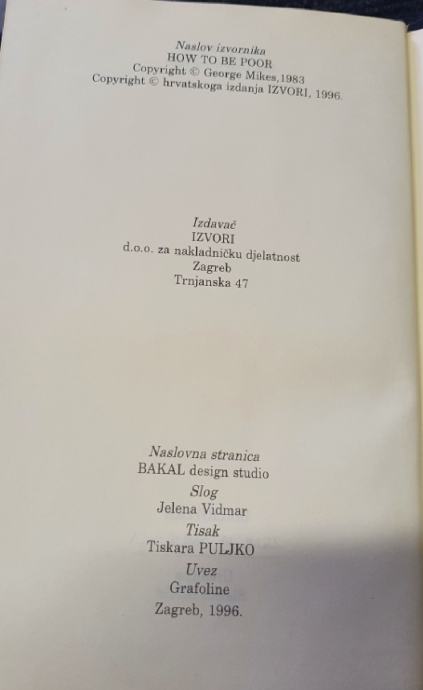 Naslov izvornika
HOW TO BE POOR
Copyright © George Mikes,1983
Copyright © hrvatskoga izdanja IZVORI, 1996.
Izdavač
IZVORI
d.o.o. za nakladničku djelatnost
Zagreb
Trnjanska 47
Naslovna stranica
BAKAL design studio
Slog
Jelena Vidmar
Tisak
Tiskara PULJKO
Uvez
Grafoline
Zagreb, 1996.